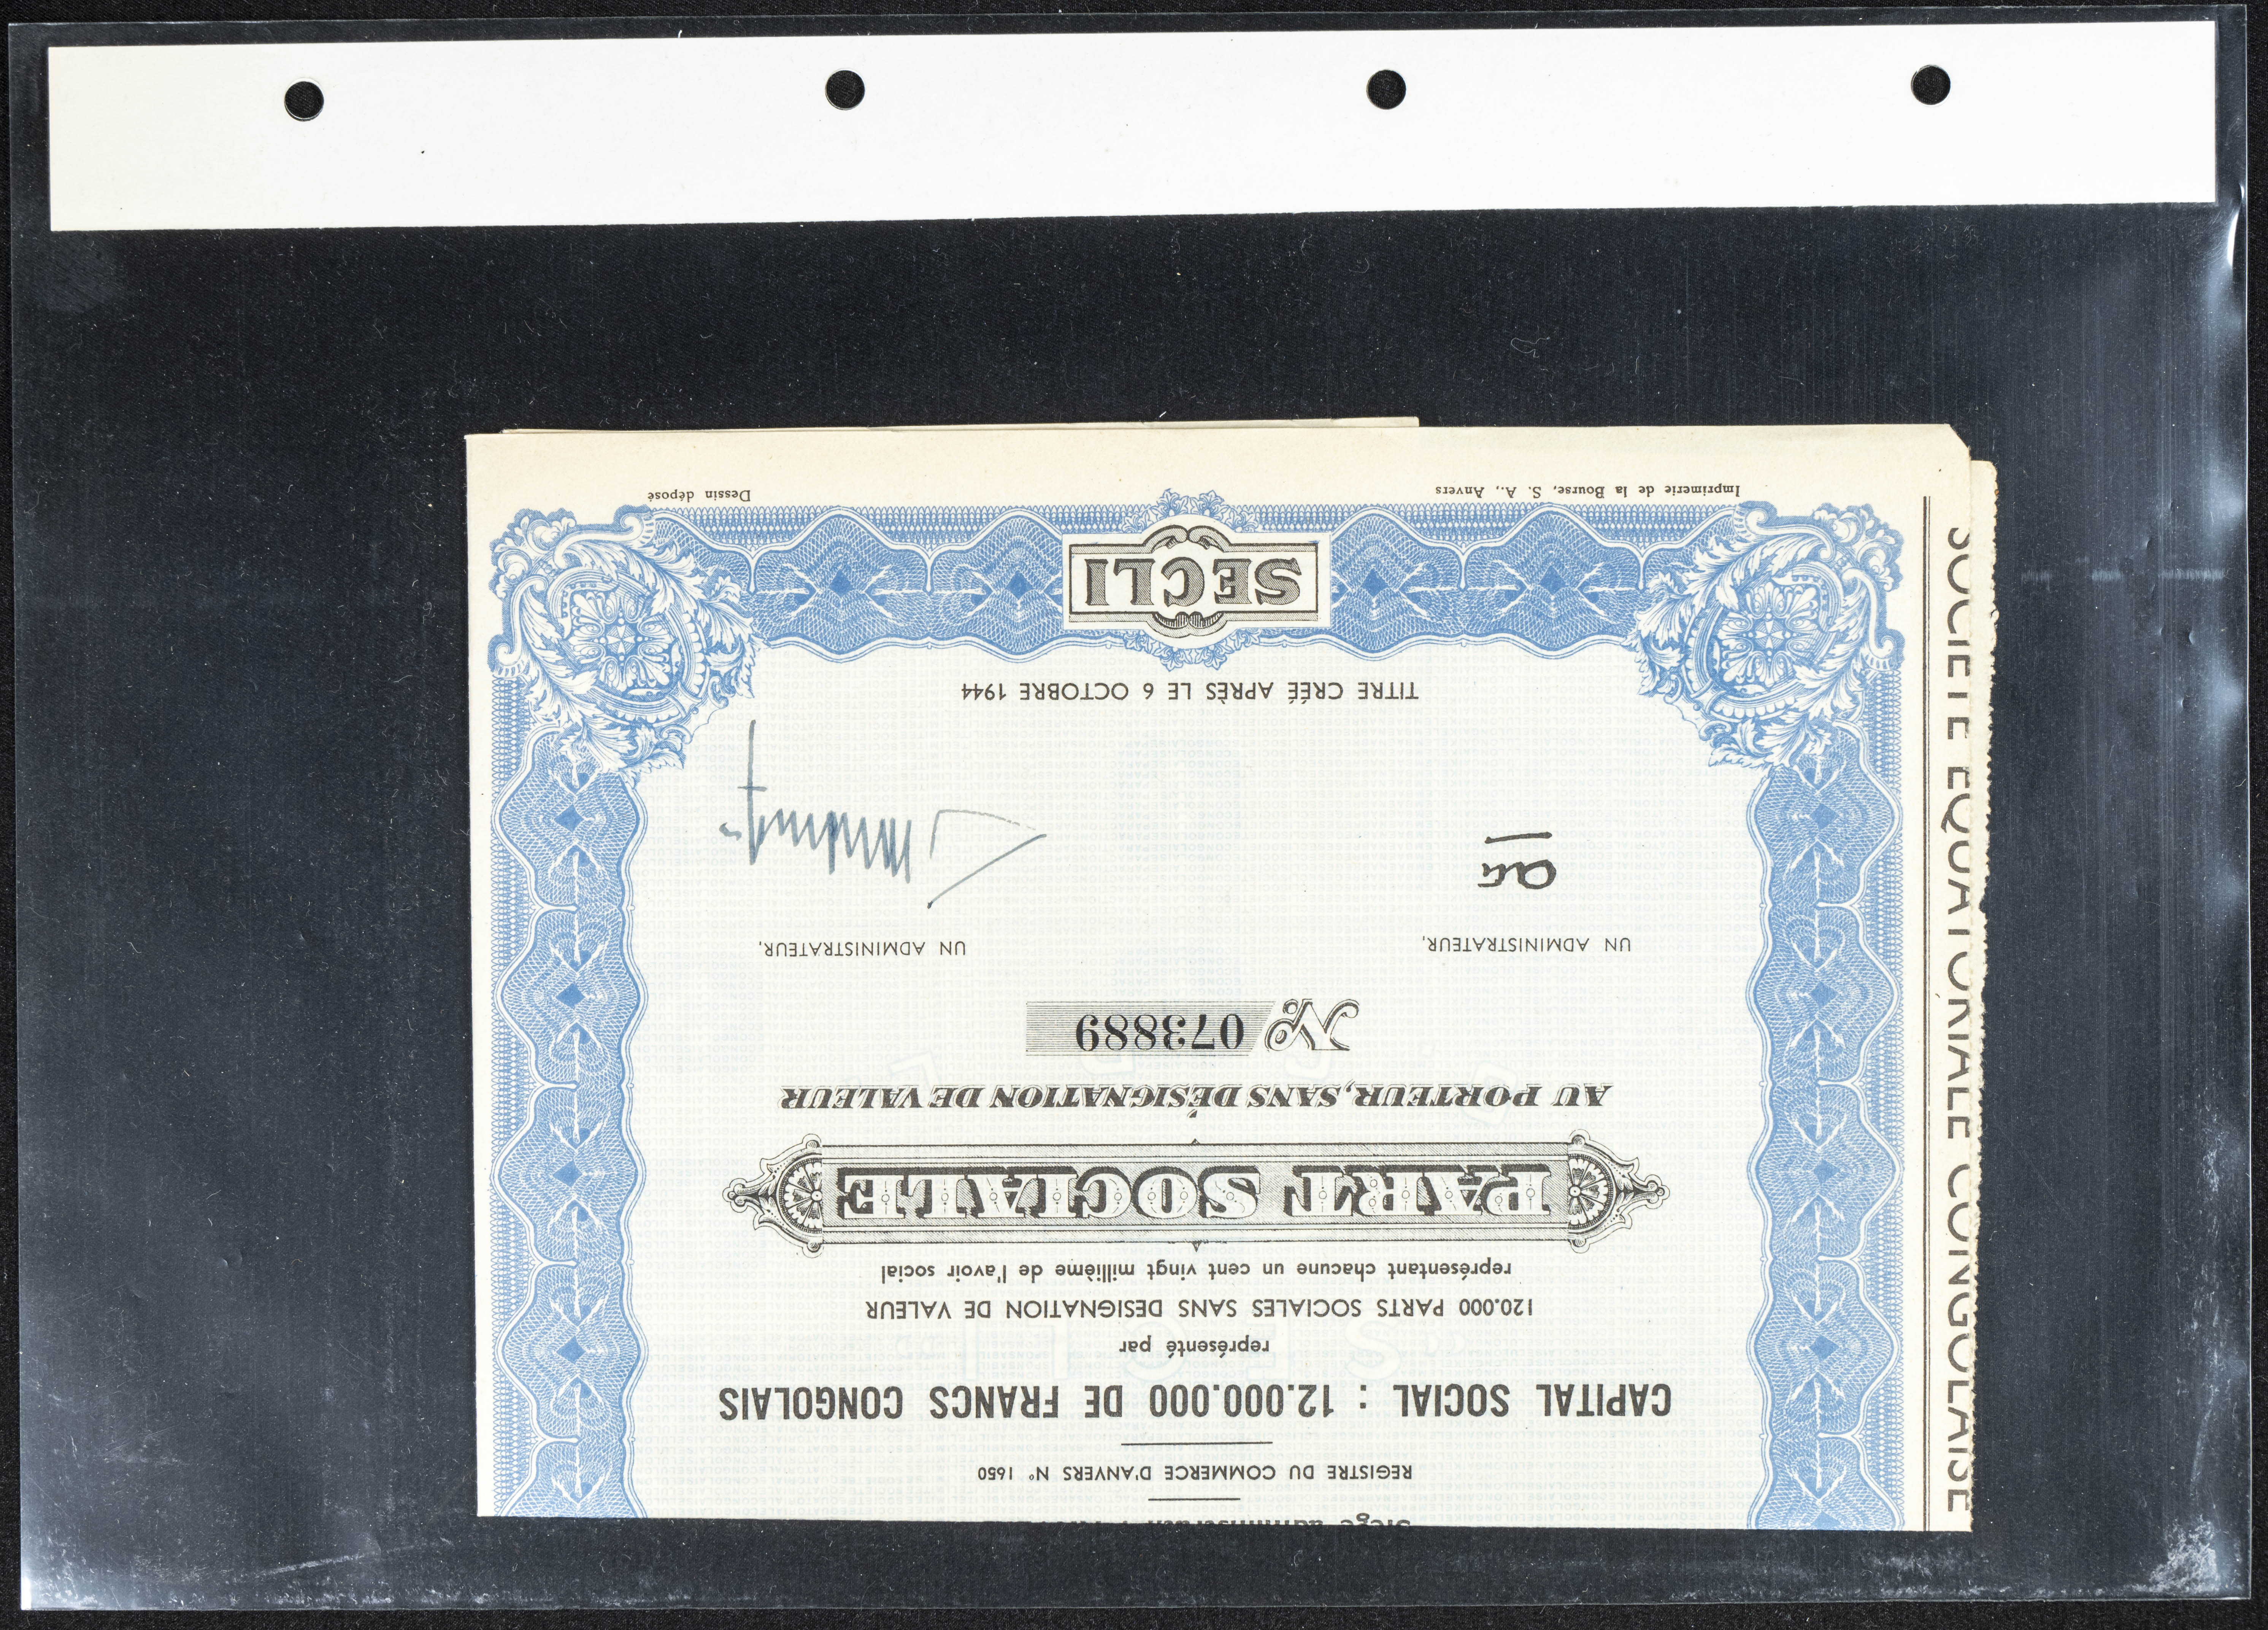 Siège
REGISTRE DU COMMERCE D'ANVERS N° 1650
CAPITAL SOCIAL : 12.000.000 DE FRANCS CONGOLAIS
représenté par
120.000 PARTS SOCIALES SANS DESIGNATION DE VALEUR
représentant chacune un cent vingt millième de l'avoir social
PART SOCIALE
AU PORTEUR, SANS DÉSIGNATION DE VALEUR
No. 073889
UN ADMINISTRATEUR,
UN ADMINISTRATEUR,
TITRE CRÉÉ APRÈS LE 6 OCTOBRE 1944
SECLI
Imprimerie de la Bourse, S. A., Anvers
Dessin déposé
SOCIETE EQUATORIALE CONGOLAISE